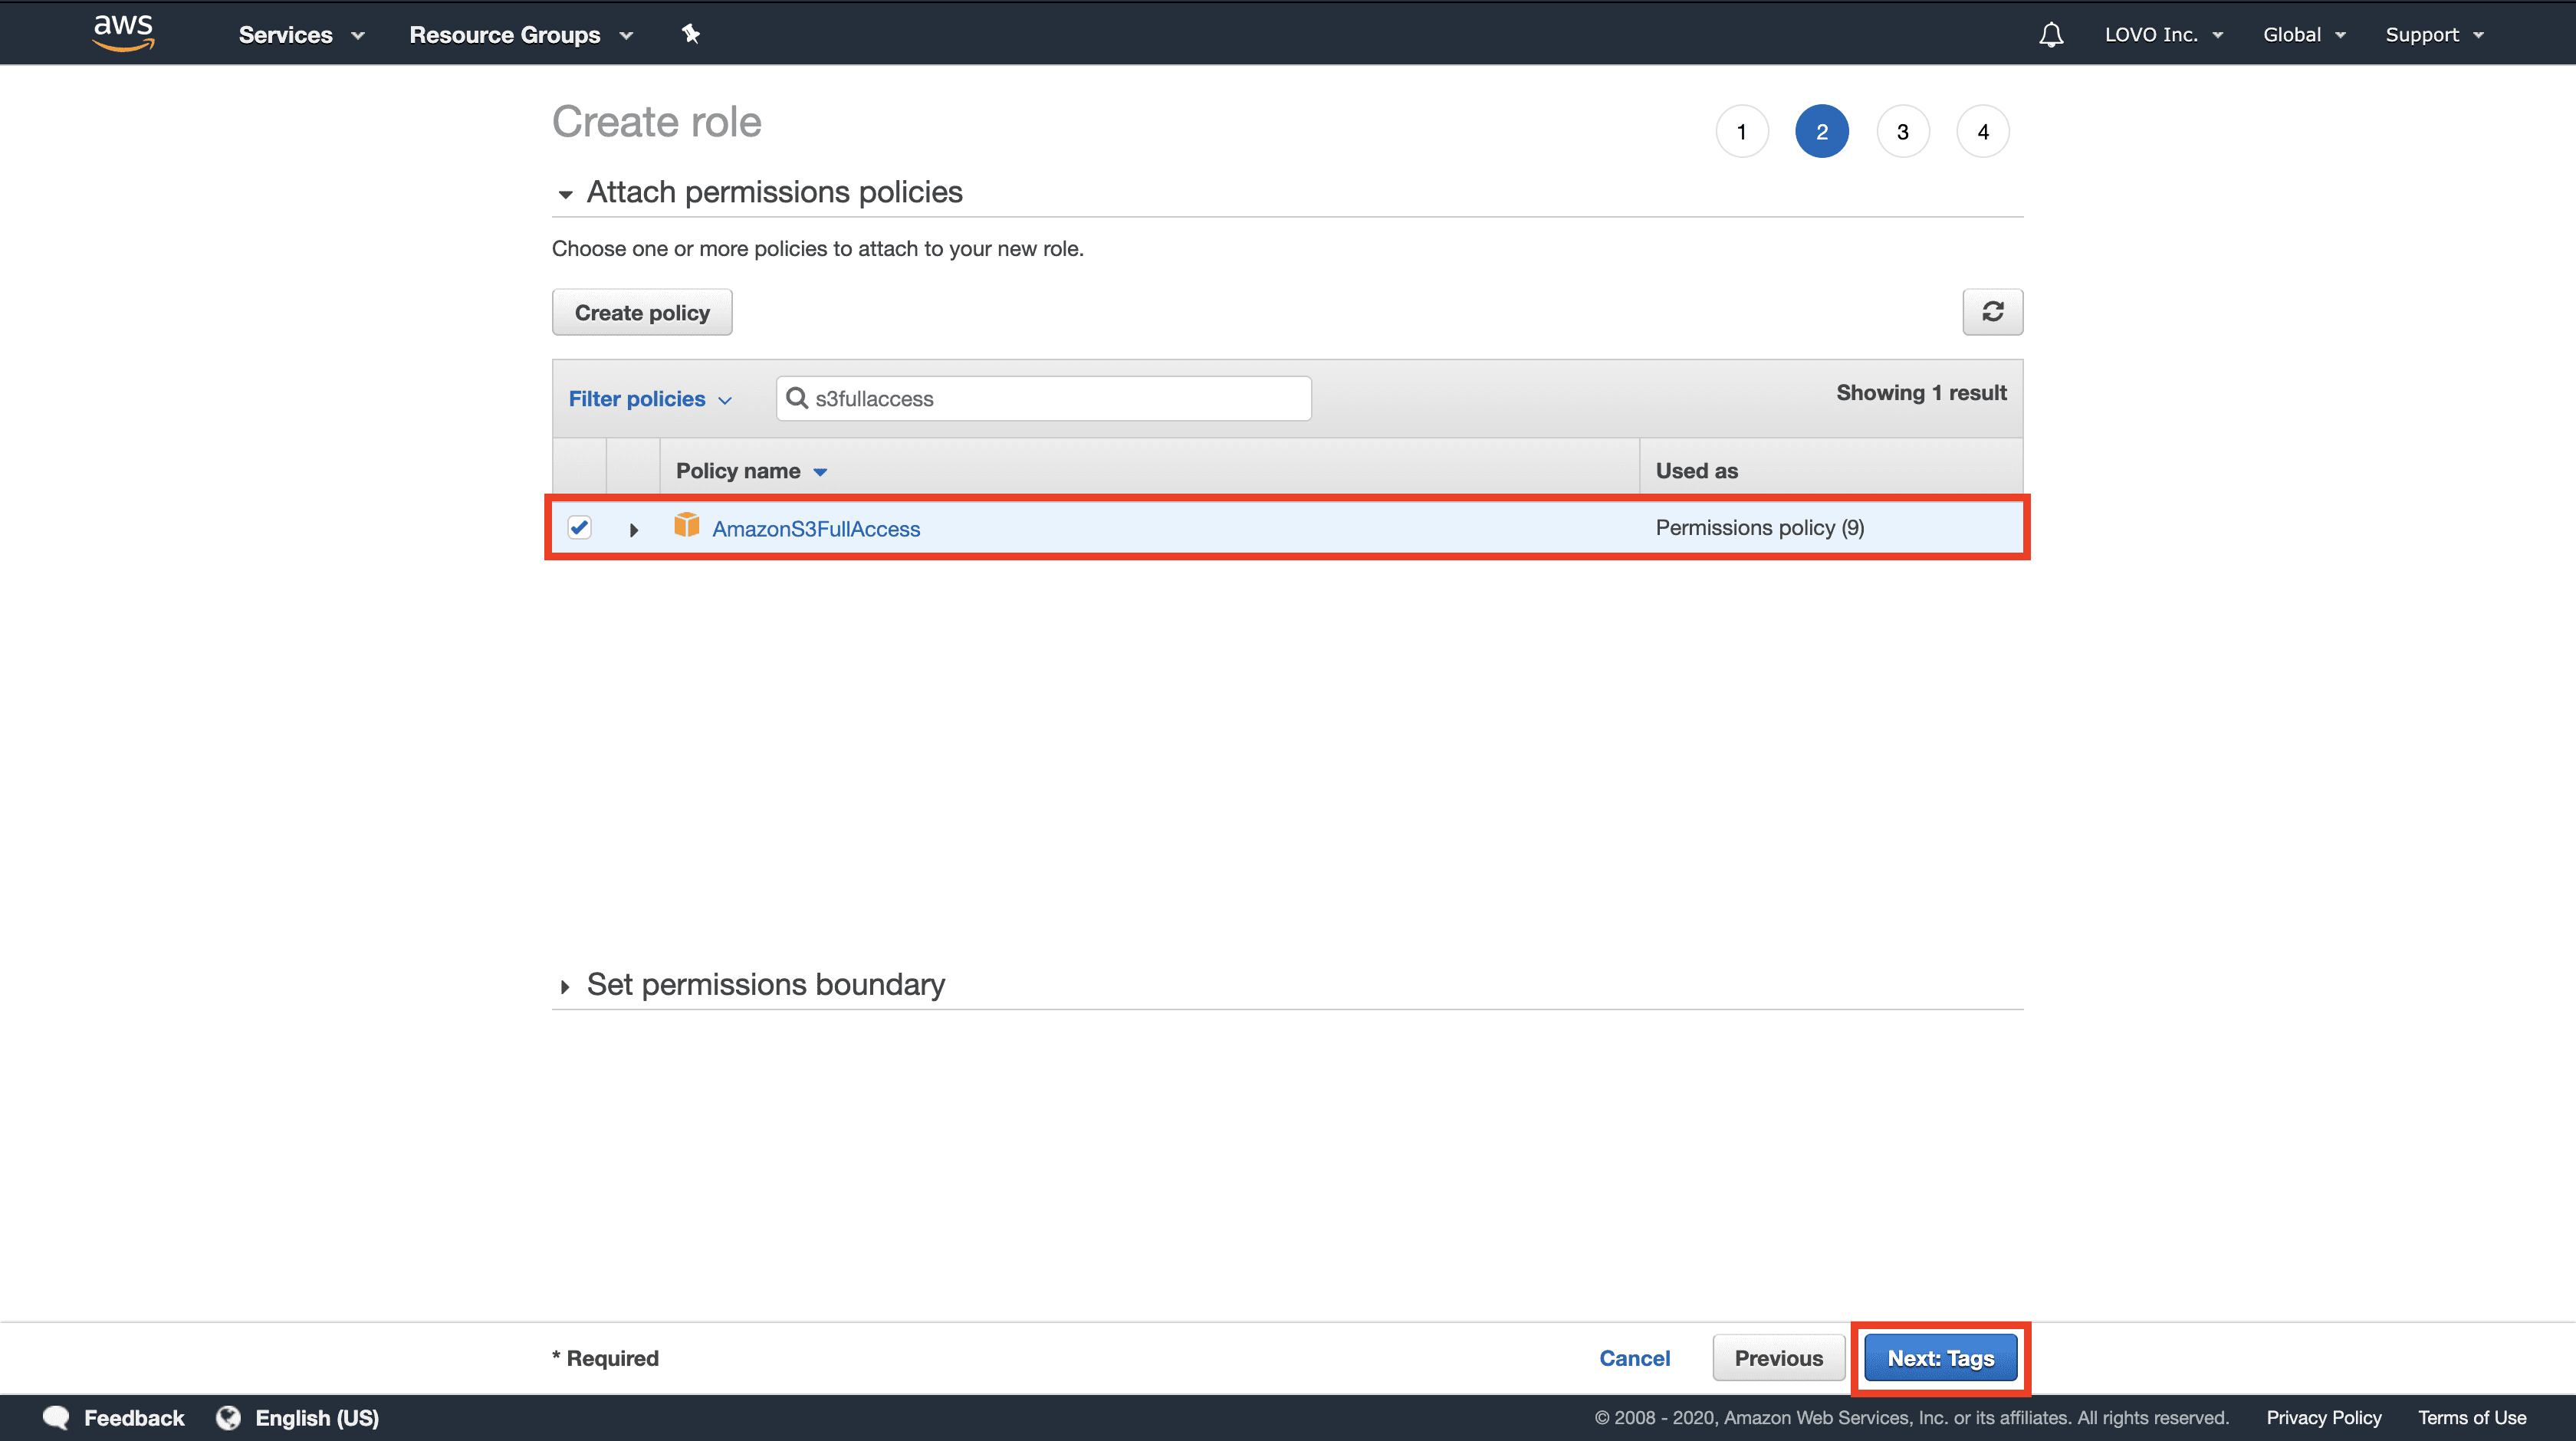 aws Services Resource Groups LOVO Inc. Global Support
Create role 1 2 3 4
Attach permissions policies
Choose one or more policies to attach to your new role.
Create policy
Filter policies s3fullaccess Showing 1 result
Policy name Used as
AmazonS3FullAccess Permissions policy (9)
Set permissions boundary
* Required Cancel Previous Next: Tags
Feedback English (US) © 2008 - 2020, Amazon Web Services, Inc. or its affiliates. All rights reserved. Privacy Policy Terms of Use